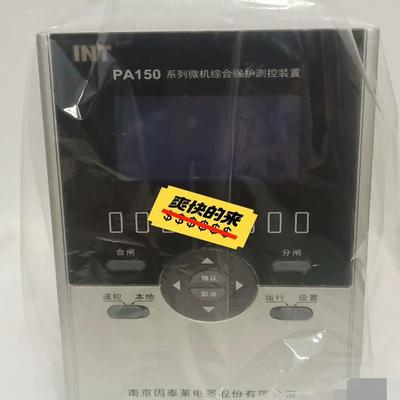 INT
PA150 系列微机综合保护测控装置
爽快的来
$$$$$$
合闸 分闸
确认
取消
遥控 本地 运行 设置
南京因泰莱电器股份有限公司